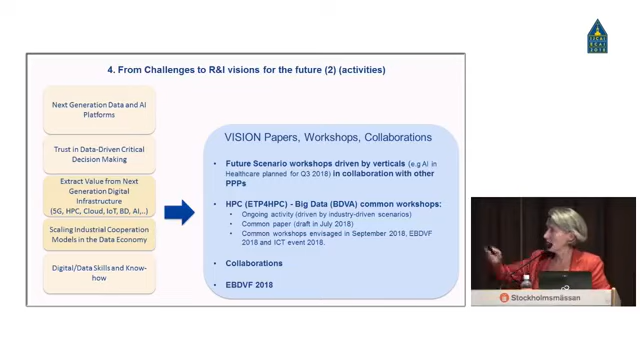 4. From Challenges to R&I visions for the future (2) (activities)
Next Generation Data and AI
Platforms
Trust in Data-Driven Critical
Decision Making
Extract Value from Next
Generation Digital
Infrastructure
(5G, HPC, Cloud, IoT, BD, AI,..)
Scaling Industrial Cooperation
Models in the Data Economy
Digital/Data Skills and Know-
how
VISION Papers, Workshops, Collaborations
• Future Scenario workshops driven by verticals (e.g AI in
Healthcare planned for Q3 2018) in collaboration with other
PPPs
• HPC (ETP4HPC) - Big Data (BDVA) common workshops:
• Ongoing activity (driven by industry-driven scenarios)
• Common paper (draft in July 2018)
• Common workshops envisaged in September 2018, EBDVF
2018 and ICT event 2018.
• Collaborations
• EBDVF 2018
IJCAI
ECAI
2018
Stockholmsmässan